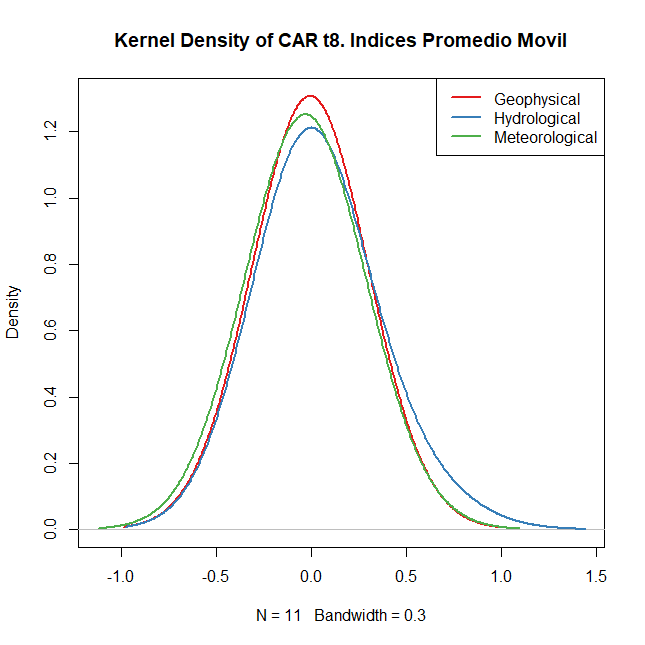 Kernel Density of CAR t8. Indices Promedio Movil
Geophysical
Hydrological
Meteorological
Density
1.2
1.0
0.8
0.6
0.4
0.2
0.0
-1.0 -0.5 0.0 0.5 1.0 1.5
N = 11 Bandwidth = 0.3